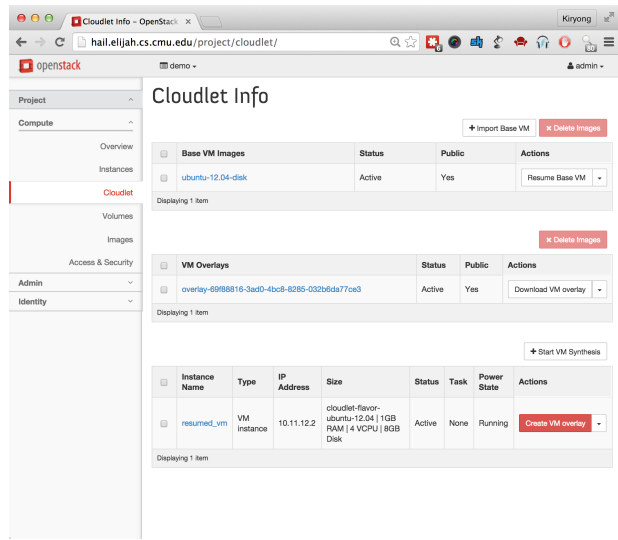 Cloudlet Info – OpenStack
Kiryong
hail.elijah.cs.cmu.edu/project/cloudlet/
6
50
openstack
demo
admin
Project
Compute
Overview
Instances
Cloudlet
Volumes
Images
Access & Security
Admin
Identity
Cloudlet Info
+ Import Base VM
× Delete Images
Base VM Images Status Public Actions
ubuntu-12.04-disk Active Yes Resume Base VM
Displaying 1 item
× Delete Images
VM Overlays Status Public Actions
overlay-69f88816-3ad0-4bc8-8285-032b6da77ce3 Active Yes Download VM overlay
Displaying 1 item
+ Start VM Synthesis
Instance Name Type IP Address Size Status Task Power State Actions
resumed_vm VM instance 10.11.12.2 cloudlet-flavor-ubuntu-12.04 | 1GB RAM | 4 VCPU | 8GB Disk Active None Running Create VM overlay
Displaying 1 item